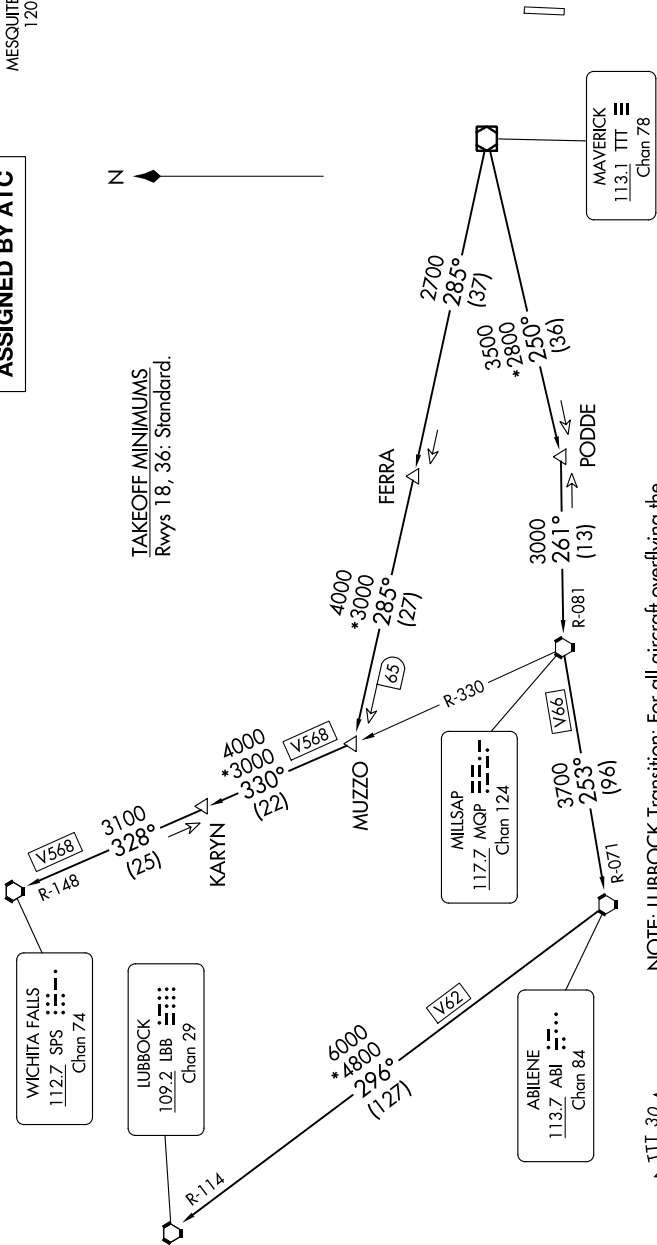 MESQUITE
120
ASSIGNED BY ATC
N
TAKEOFF MINIMUMS
Rwys 18, 36: Standard.
WICHITA FALLS
112.7 SPS
Chan 74
R-148
V568
3100
328°
(25)
KARYN
4000
*3000
330°
(22)
V568
MUZZO
LUBBOCK
109.2 LBB
Chan 29
R-114
6000
*4800
296°
(127)
V62
FERRA
4000
*3000
285°
(27)
65
2700
285°
(37)
MAVERICK
113.1 TTT
Chan 78
3500
*2800
250°
(36)
PODDE
3000
261°
(13)
R-081
R-330
MILLSAP
117.7 MQP
Chan 124
V66
3700
253°
(96)
R-071
ABILENE
113.7 ABI
Chan 84
TTT 30
NOTE: LUBBOCK Transition: For all aircraft overflying the